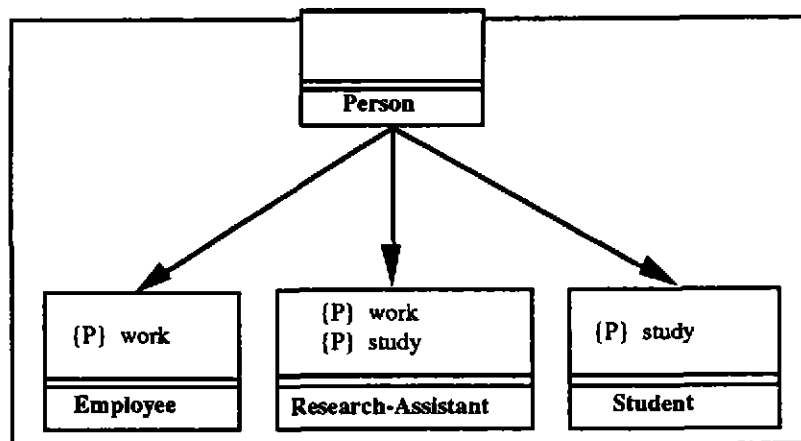 Person
{P} work
Employee
{P} work
{P} study
Research-Assistant
{P} study
Student